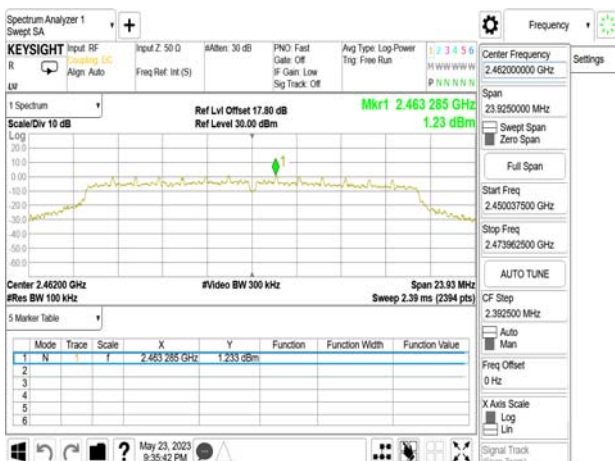 Spectrum Analyzer 1
Swept SA
+
Frequency
KEYSIGHT
R
Input: RF
Coupling: DC
Align: Auto
Input Z: 50 Ω
Freq Ref: Int (S)
#Atten: 30 dB
PNO: Fast
Gate: Off
IF Gain: Low
Sig Track: Off
Avg Type: Log-Power
Trig: Free Run
1 2 3 4 5 6
M W W W W W
P N N N N N
Center Frequency
2.462000000 GHz
Settings
Span
23.9250000 MHz
Swept Span
Zero Span
Full Span
Start Freq
2.450037500 GHz
Stop Freq
2.473962500 GHz
AUTO TUNE
CF Step
2.392500 MHz
Auto
Man
Freq Offset
0 Hz
X Axis Scale
Log
Lin
Signal Track
1 Spectrum
Scale/Div 10 dB
Ref Lvl Offset 17.80 dB
Ref Level 30.00 dBm
Mkr1 2.463 285 GHz
1.23 dBm
Log
20.0
10.0
0.00
-10.0
-20.0
-30.0
-40.0
-50.0
-60.0
1
Center 2.46200 GHz
#Res BW 100 kHz
#Video BW 300 kHz
Span 23.93 MHz
Sweep 2.39 ms (2394 pts)
5 Marker Table
Mode Trace Scale X Y Function Function Width Function Value
1 N 1 f 2.463 285 GHz 1.233 dBm
2
3
4
5
6
?
May 23, 2023
9:35:42 PM